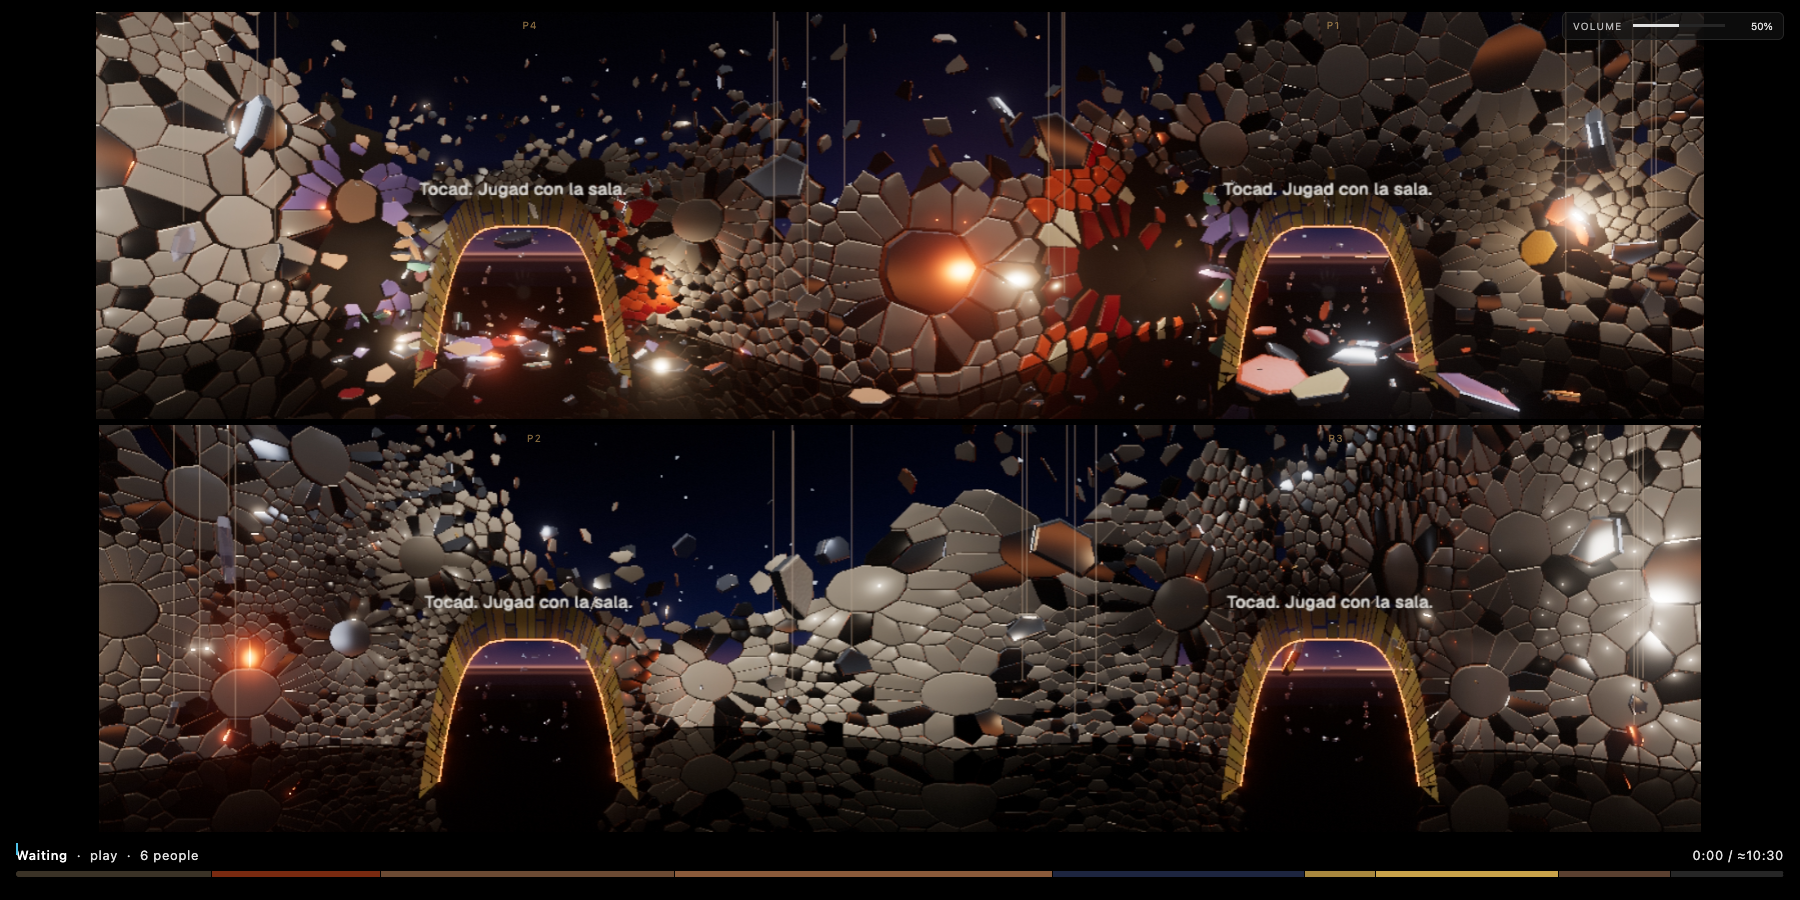 P4
P1
VOLUME 50%
Tocad. Jugad con la sala.
Tocad. Jugad con la sala.
P2
P3
Tocad. Jugad con la sala.
Tocad. Jugad con la sala.
Waiting · play · 6 people
0:00 / ≈10:30